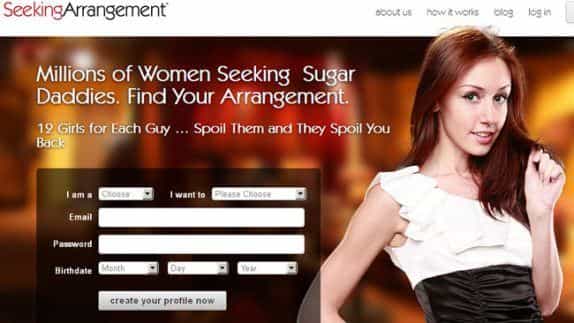 SeekingArrangement®
about us how it works blog log in
Millions of Women Seeking Sugar
Daddies. Find Your Arrangement.
12 Girls for Each Guy ... Spoil Them and They Spoil You
Back
I am a Choose I want to Please Choose
Email
Password
Birthdate Month Day Year
create your profile now